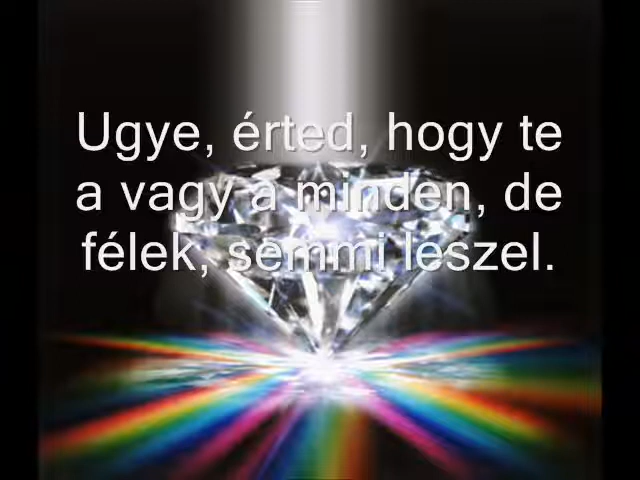 Ugye, érted, hogy te
a vagy a minden, de
félek, semmi leszel.